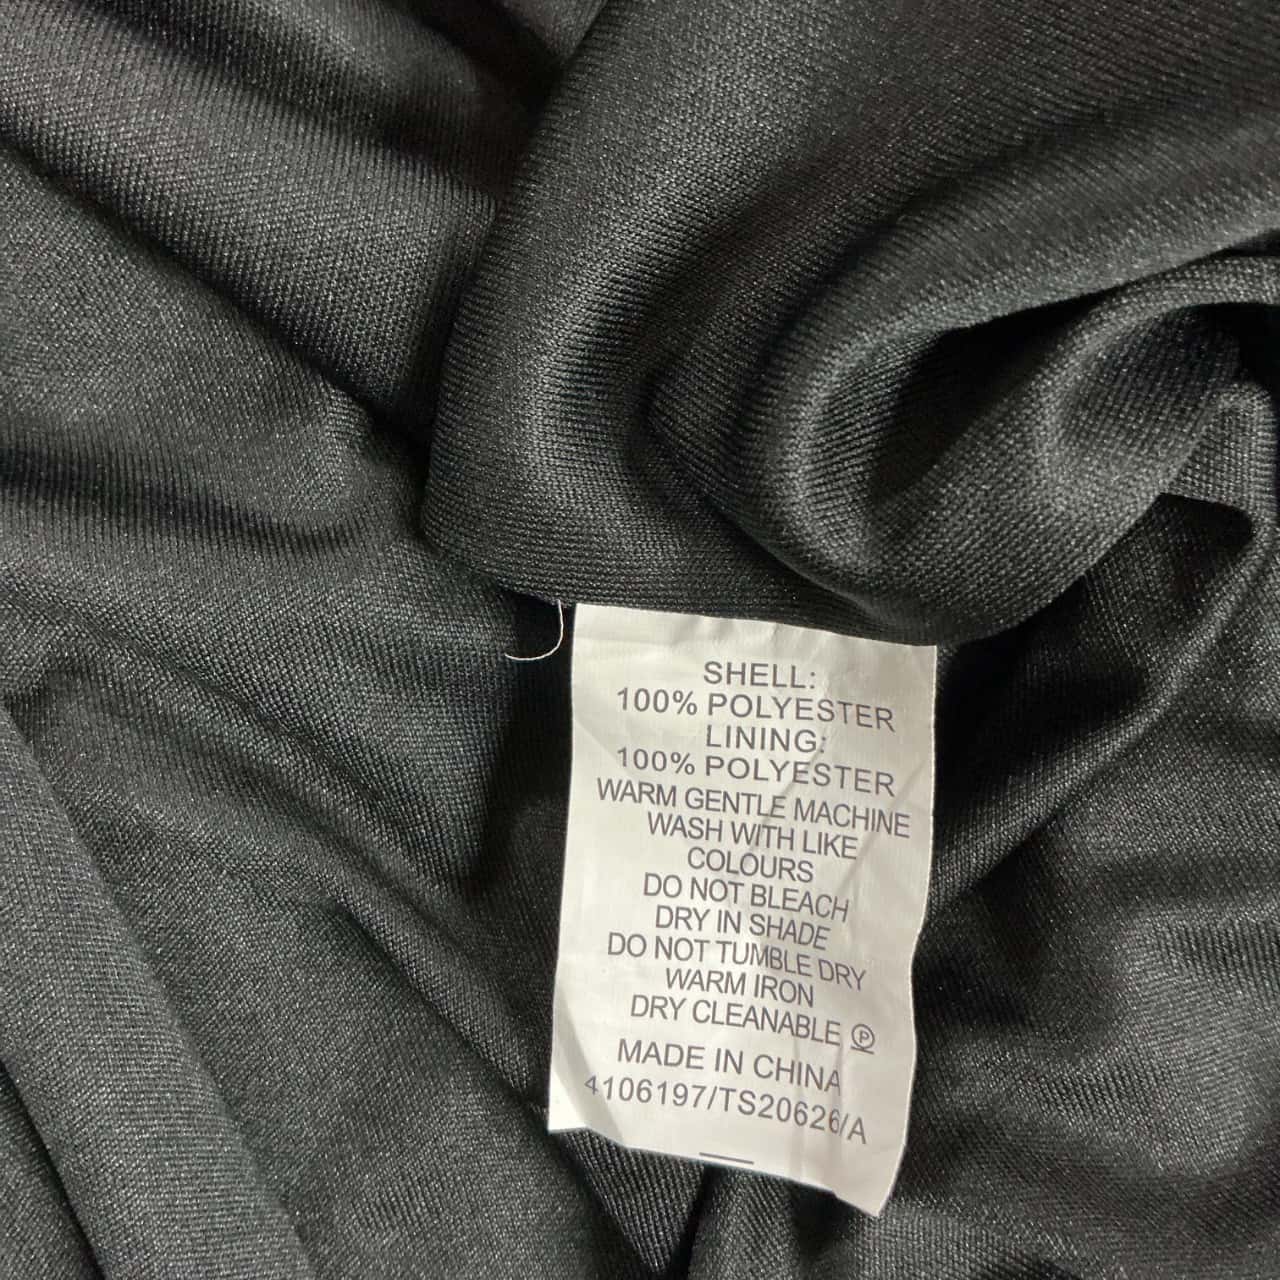 SHELL:
100% POLYESTER
LINING:
100% POLYESTER
WARM GENTLE MACHINE
WASH WITH LIKE
COLOURS
DO NOT BLEACH
DRY IN SHADE
DO NOT TUMBLE DRY
WARM IRON
DRY CLEANABLE Ⓟ
MADE IN CHINA
4106197/TS20626/A